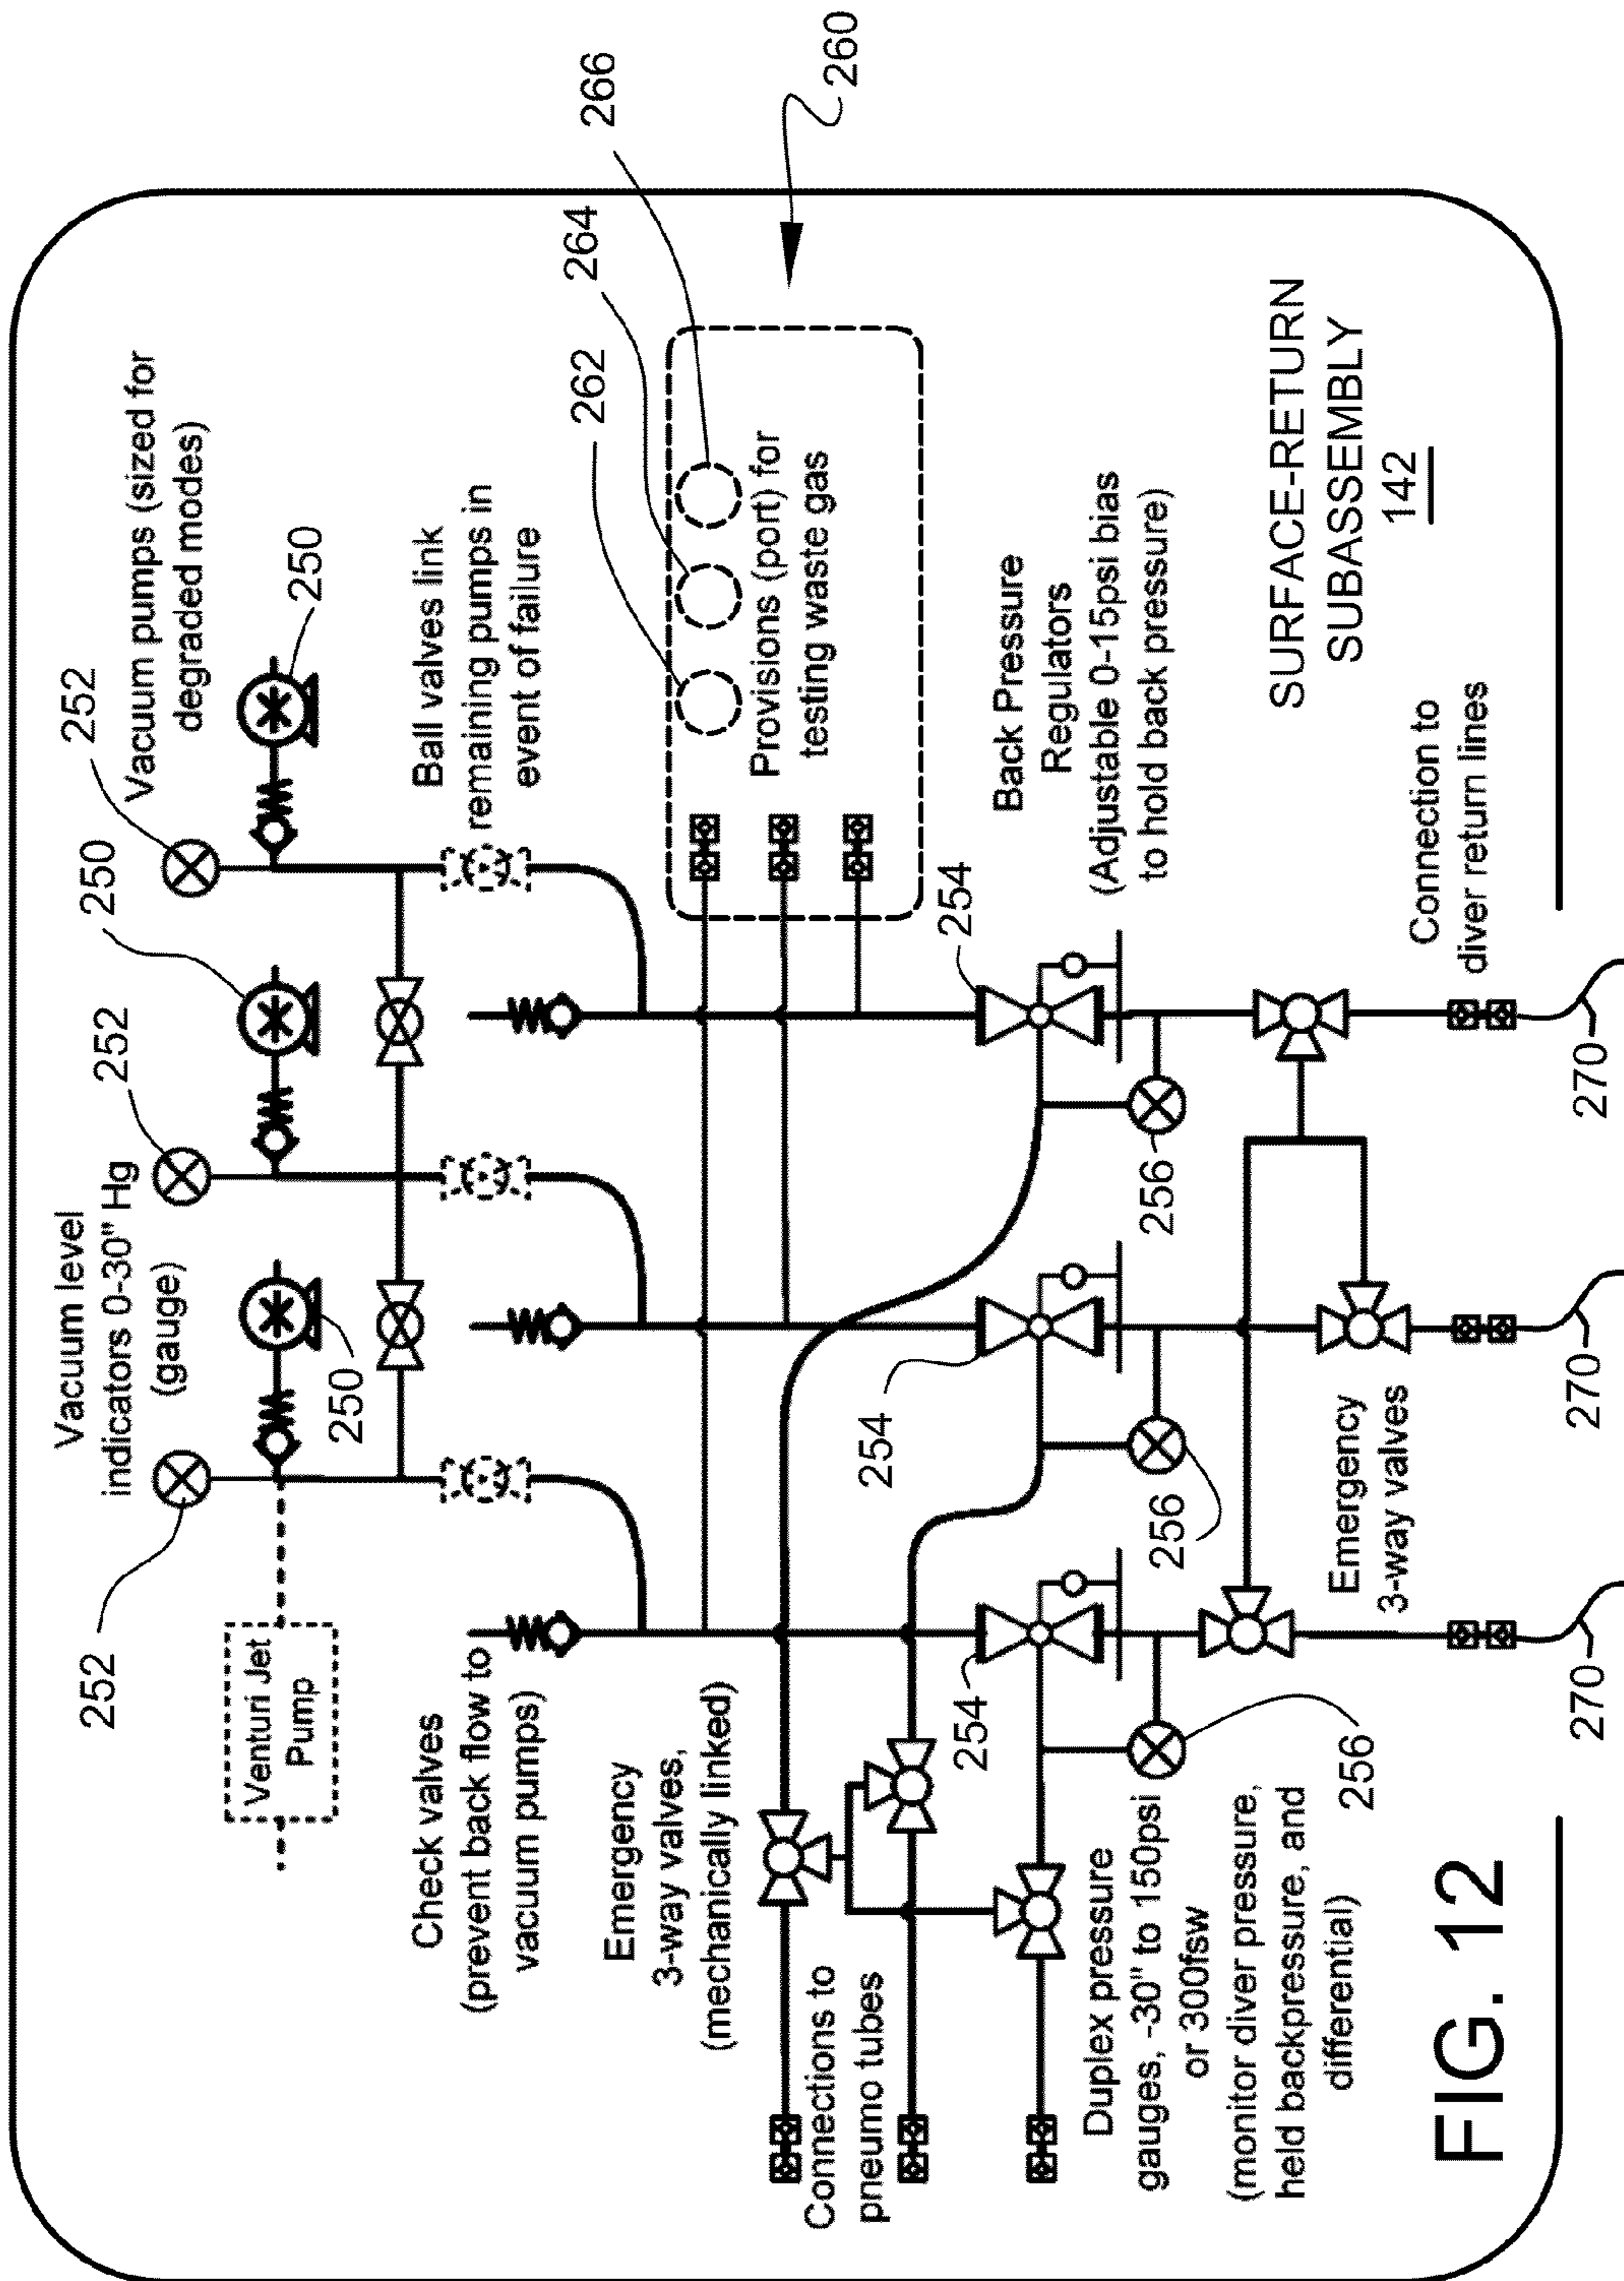 252
Vacuum level
indicators 0-30" Hg
(gauge)
252
252
Vacuum pumps (sized for
degraded modes)
Venturi Jet
Pump
250
250
250
Check valves
(prevent back flow to
vacuum pumps)
Ball valves link
remaining pumps in
event of failure
Emergency
3-way valves,
(mechanically linked)
262
264
266
Provisions (port) for
testing waste gas
260
Connections to
pneumo tubes
254
254
254
Back Pressure
Regulators
(Adjustable 0-15psi bias
to hold back pressure)
Duplex pressure
gauges, -30" to 150psi
or 300fsw
(monitor diver pressure,
held backpressure, and
differential)
256
256
256
Emergency
3-way valves
Connection to
diver return lines
SURFACE-RETURN
SUBASSEMBLY
142
270
270
270
FIG. 12